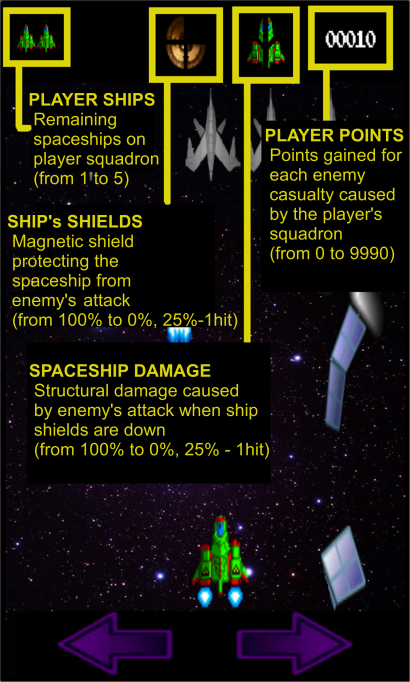 00010
PLAYER SHIPS
Remaining
spaceships on
player squadron
(from 1 to 5)
PLAYER POINTS
Points gained for
each enemy
casualty caused
by the player's
squadron
(from 0 to 9990)
SHIP's SHIELDS
Magnetic shield
protecting the
spaceship from
enemy's attack
(from 100% to 0%, 25%-1hit)
SPACESHIP DAMAGE
Structural damage caused
by enemy's attack when ship
shields are down
(from 100% to 0%, 25% - 1hit)